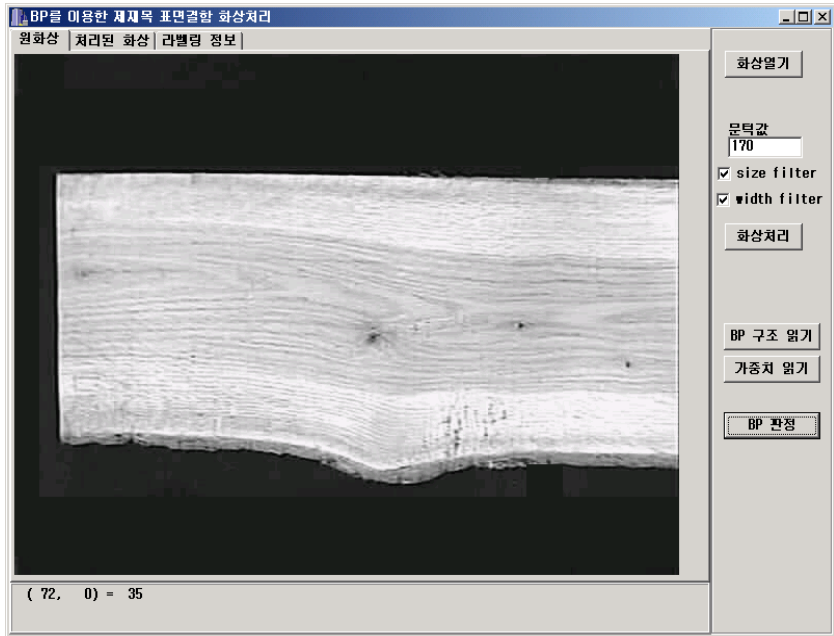 BP를 이용한 제재목 표면결함 화상처리
원화상 처리된 화상 라벨링 정보
화상열기
문턱값
170
size filter
width filter
화상처리
BP 구조 읽기
가중치 읽기
BP 판정
( 72, 0) = 35